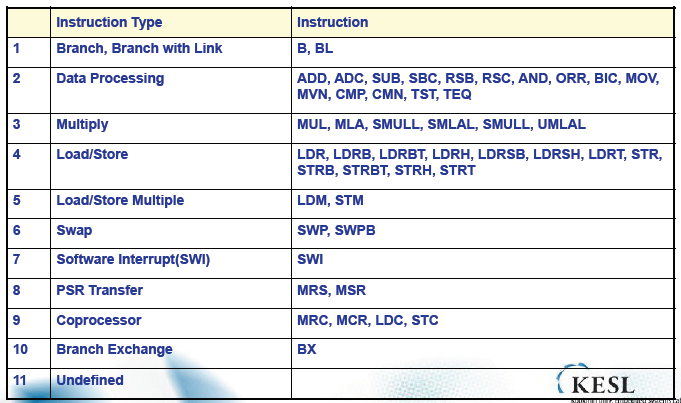 Instruction Type Instruction
1 Branch, Branch with Link B, BL
2 Data Processing ADD, ADC, SUB, SBC, RSB, RSC, AND, ORR, BIC, MOV,
MVN, CMP, CMN, TST, TEQ
3 Multiply MUL, MLA, SMULL, SMLAL, SMULL, UMLAL
4 Load/Store LDR, LDRB, LDRBT, LDRH, LDRSB, LDRSH, LDRT, STR,
STRB, STRBT, STRH, STRT
5 Load/Store Multiple LDM, STM
6 Swap SWP, SWPB
7 Software Interrupt(SWI) SWI
8 PSR Transfer MRS, MSR
9 Coprocessor MRC, MCR, LDC, STC
10 Branch Exchange BX
11 Undefined
KESL